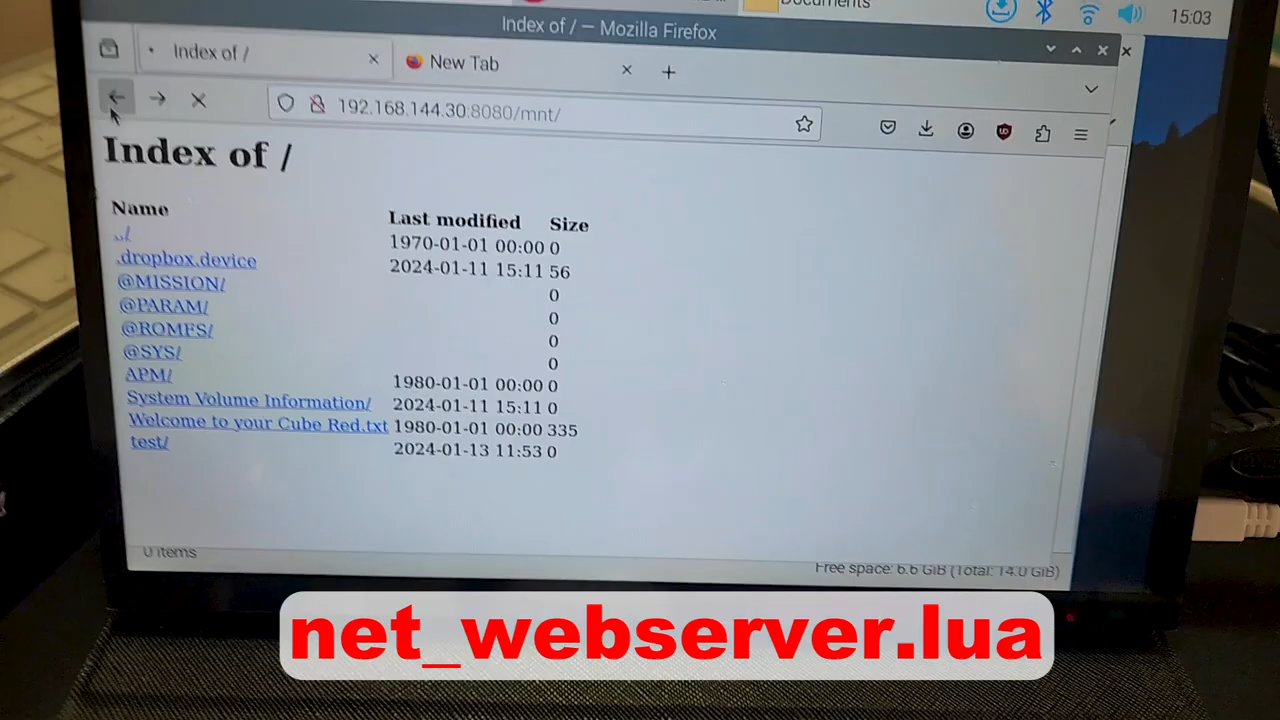 Documents
15:03
Index of / — Mozilla Firefox
Index of /
New Tab
192.168.144.30:8080/mnt/
Index of /
Name Last modified Size
../ 1970-01-01 00:00 0
.dropbox.device 2024-01-11 15:11 56
@MISSION/ 0
@PARAM/ 0
@ROMFS/ 0
@SYS/ 0
APM/ 1980-01-01 00:00 0
System Volume Information/ 2024-01-11 15:11 0
Welcome to your Cube Red.txt 1980-01-01 00:00 335
test/ 2024-01-13 11:53 0
0 items
Free space: 6.6 GiB (Total: 14.0 GiB)
net_webserver.lua